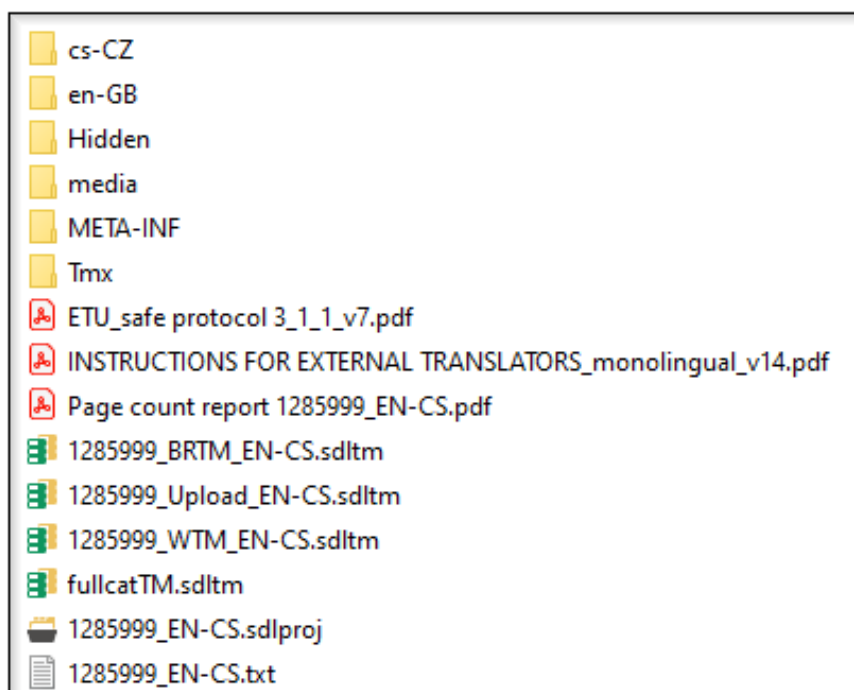 cs-CZ
en-GB
Hidden
media
META-INF
Tmx
ETU_safe protocol 3_1_1_v7.pdf
INSTRUCTIONS FOR EXTERNAL TRANSLATORS_monolingual_v14.pdf
Page count report 1285999_EN-CS.pdf
1285999_BRTM_EN-CS.sdltm
1285999_Upload_EN-CS.sdltm
1285999_WTM_EN-CS.sdltm
fullcatTM.sdltm
1285999_EN-CS.sdlproj
1285999_EN-CS.txt